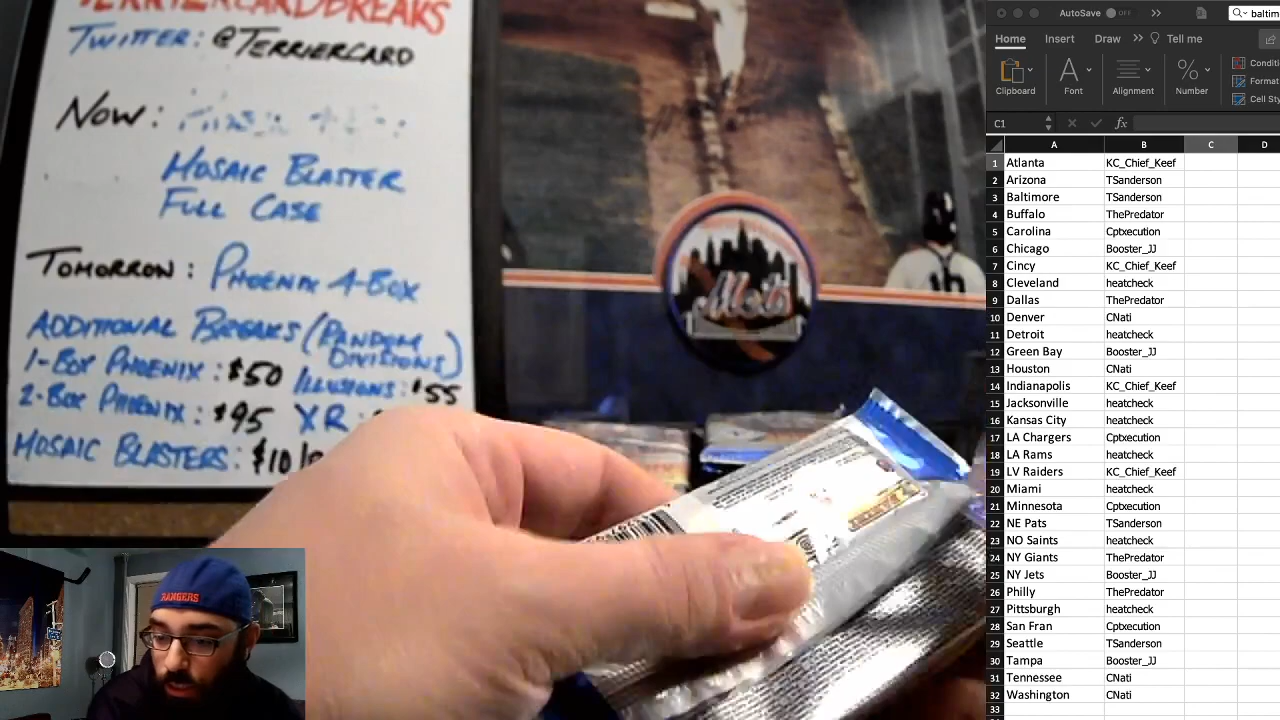 TERRIERCARDBREAKS
TWITTER: @TERRIERCARD
NOW:
MOSAIC BLASTER
FULL CASE
TOMORROW: PHOENIX 4-BOX
ADDITIONAL BREAKS (RANDOM
DIVISIONS)
1-BOX PHOENIX: $50 ILLUSIONS: $55
2-BOX PHOENIX: $95 XR:
MOSAIC BLASTERS: $10/
Mets
16
RANGERS
AutoSave OFF
baltim
Home Insert Draw Tell me
Clipboard Font Alignment Number
Conditi
Format
Cell Sty
C1 fx
A B C D
1 Atlanta KC_Chief_Keef
2 Arizona TSanderson
3 Baltimore TSanderson
4 Buffalo ThePredator
5 Carolina Cptxecution
6 Chicago Booster_JJ
7 Cincy KC_Chief_Keef
8 Cleveland heatcheck
9 Dallas ThePredator
10 Denver CNati
11 Detroit heatcheck
12 Green Bay Booster_JJ
13 Houston CNati
14 Indianapolis KC_Chief_Keef
15 Jacksonville heatcheck
16 Kansas City heatcheck
17 LA Chargers Cptxecution
18 LA Rams heatcheck
19 LV Raiders KC_Chief_Keef
20 Miami heatcheck
21 Minnesota Cptxecution
22 NE Pats TSanderson
23 NO Saints heatcheck
24 NY Giants ThePredator
25 NY Jets Booster_JJ
26 Philly ThePredator
27 Pittsburgh heatcheck
28 San Fran Cptxecution
29 Seattle TSanderson
30 Tampa Booster_JJ
31 Tennessee CNati
32 Washington CNati
33